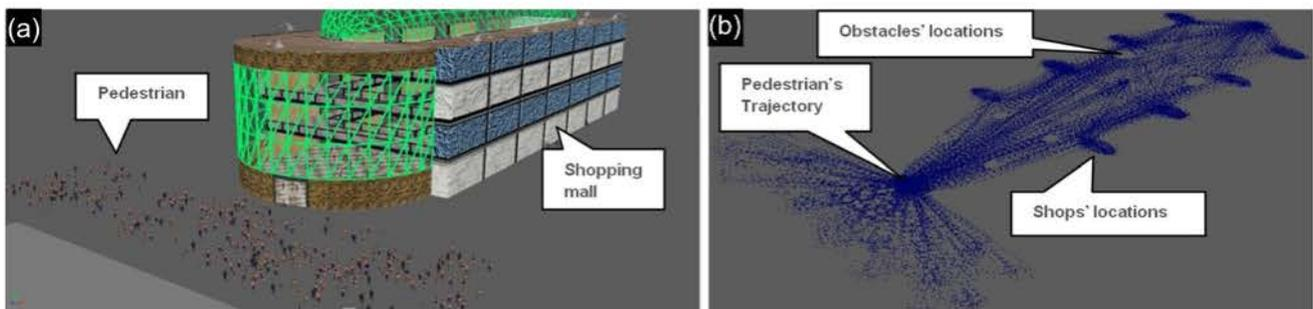 (a)
Pedestrian
Shopping
mall
(b)
Obstacles' locations
Pedestrian's
Trajectory
Shops' locations